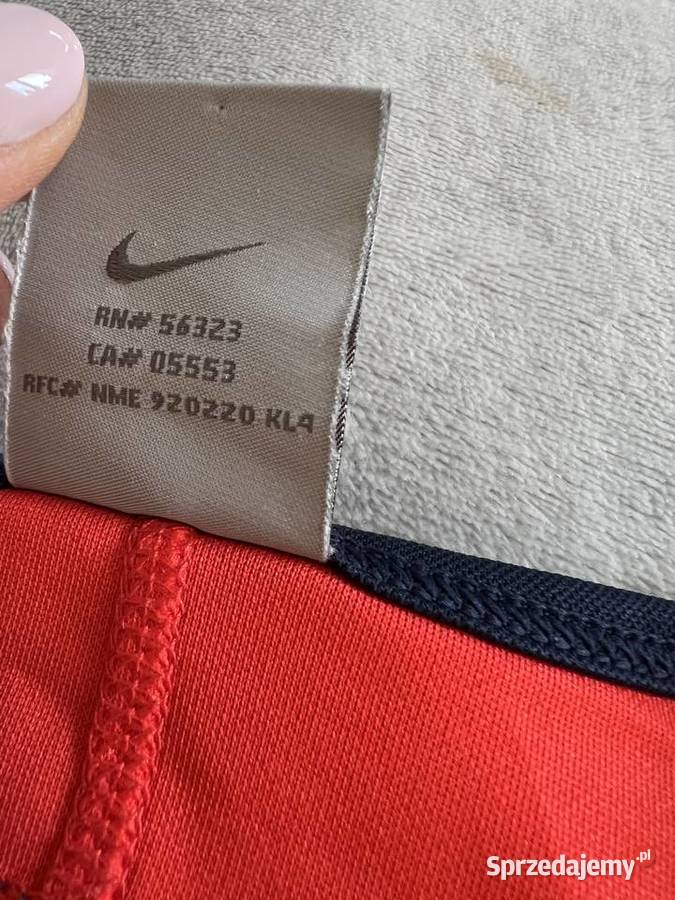 RN# 56323
CA# 05553
RFC# NME 920220 KL4
Sprzedajemy.pl